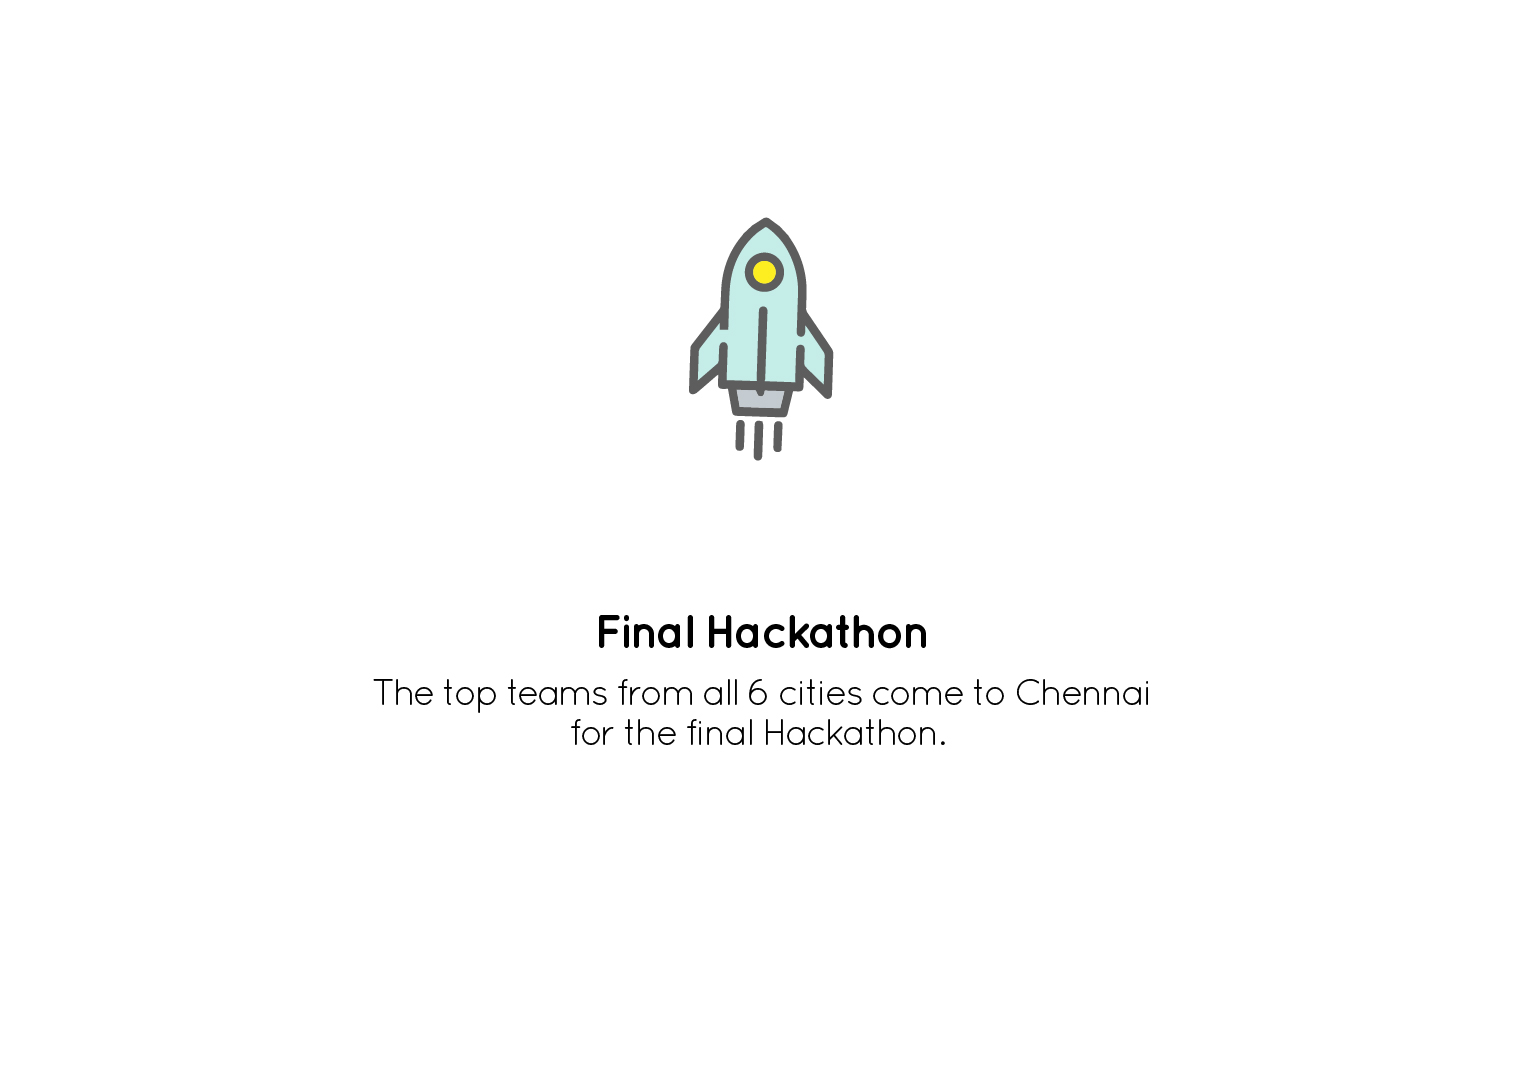 Final Hackathon
The top teams from all 6 cities come to Chennai
for the final Hackathon.